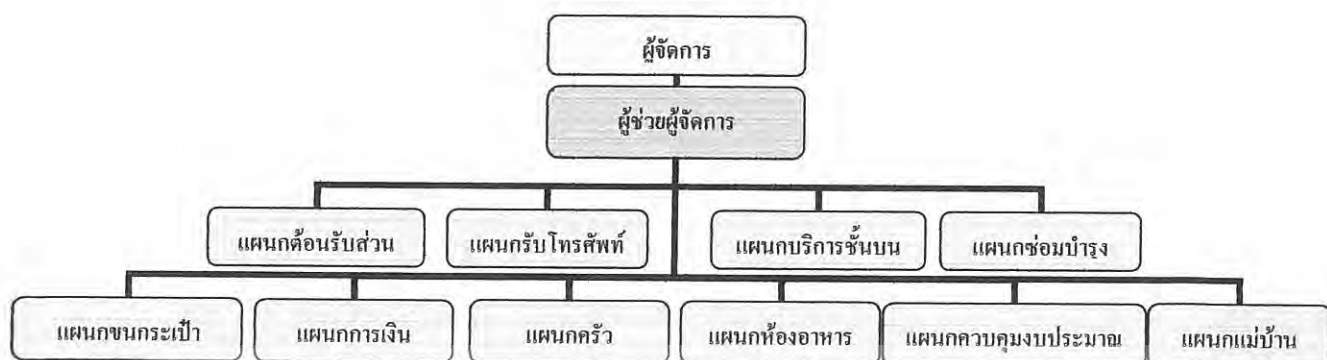 ผู้จัดการ
ผู้ช่วยผู้จัดการ
แผนกต้อนรับส่วน
แผนกรับโทรศัพท์
แผนกบริการชั้นบน
แผนกซ่อมบำรุง
แผนกขนกระเป๋า
แผนกการเงิน
แผนกครัว
แผนกห้องอาหาร
แผนกควบคุมงบประมาณ
แผนกแม่บ้าน